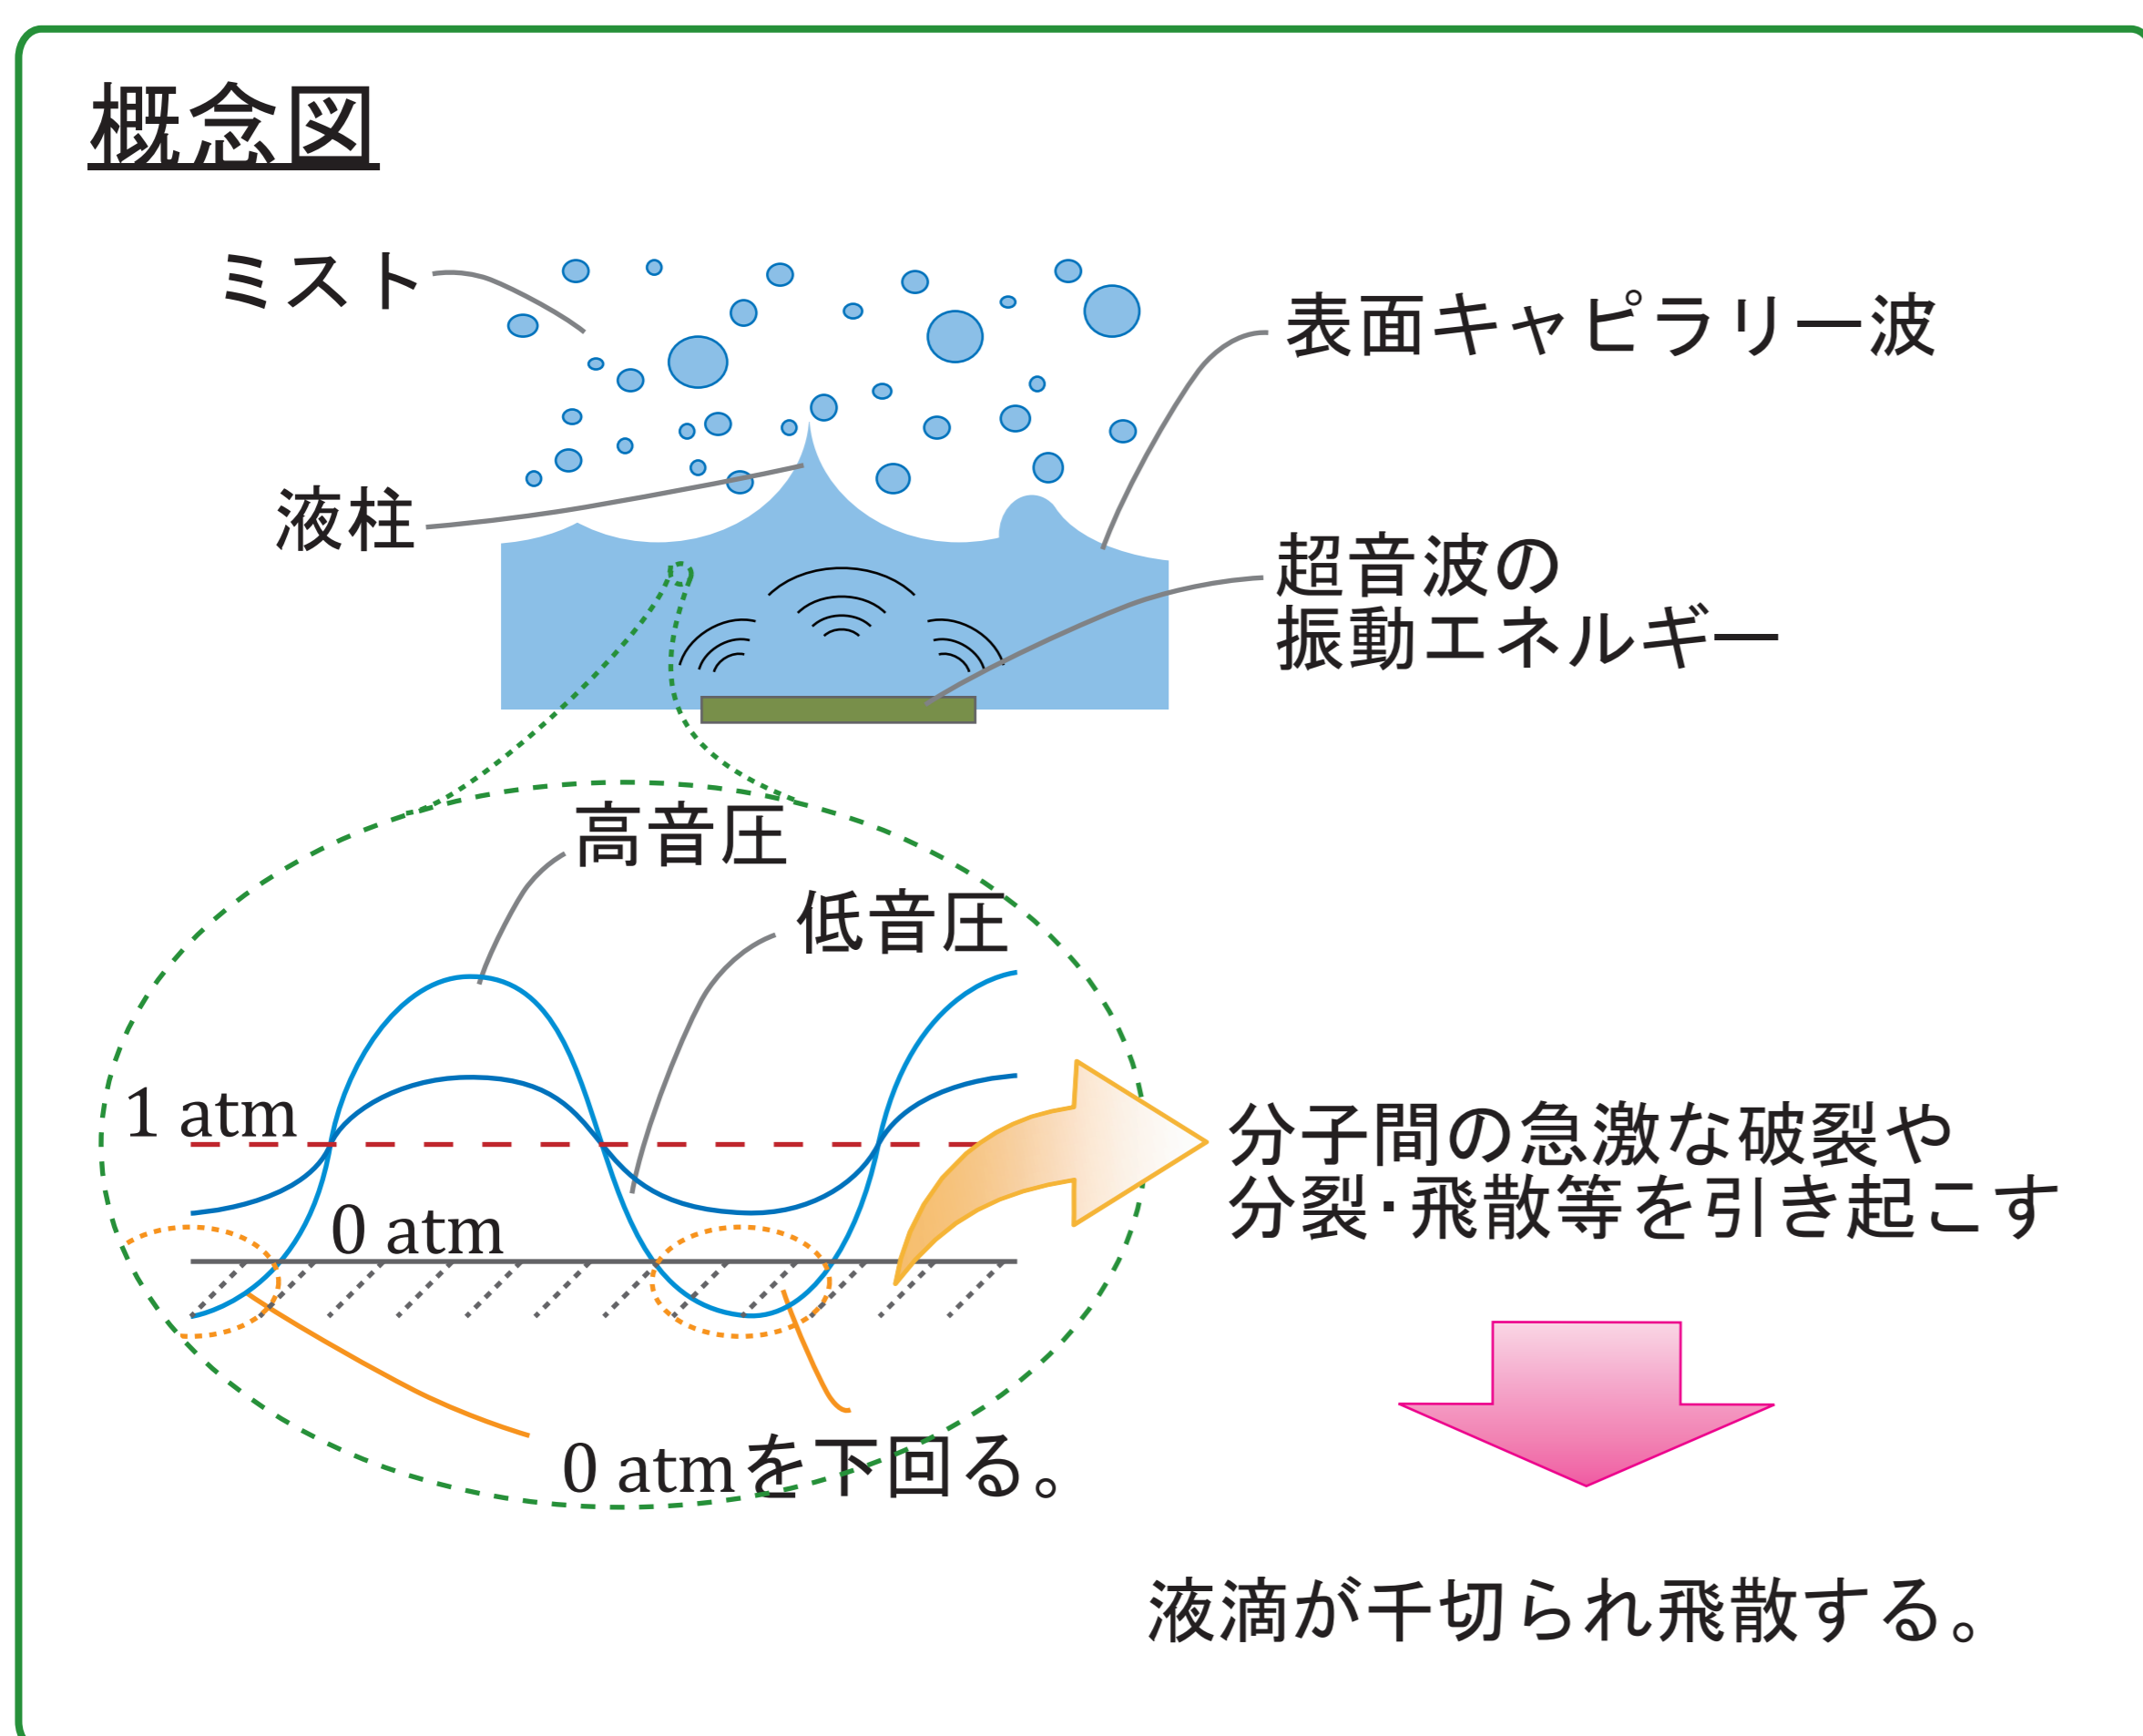 概念図
ミスト
表面キャピラリー波
液柱
超音波の
振動エネルギー
高音圧
低音圧
1 atm
0 atm
分子間の急激な破裂や
分裂・飛散等を引き起こす
0 atmを下回る。
液滴が千切られ飛散する。